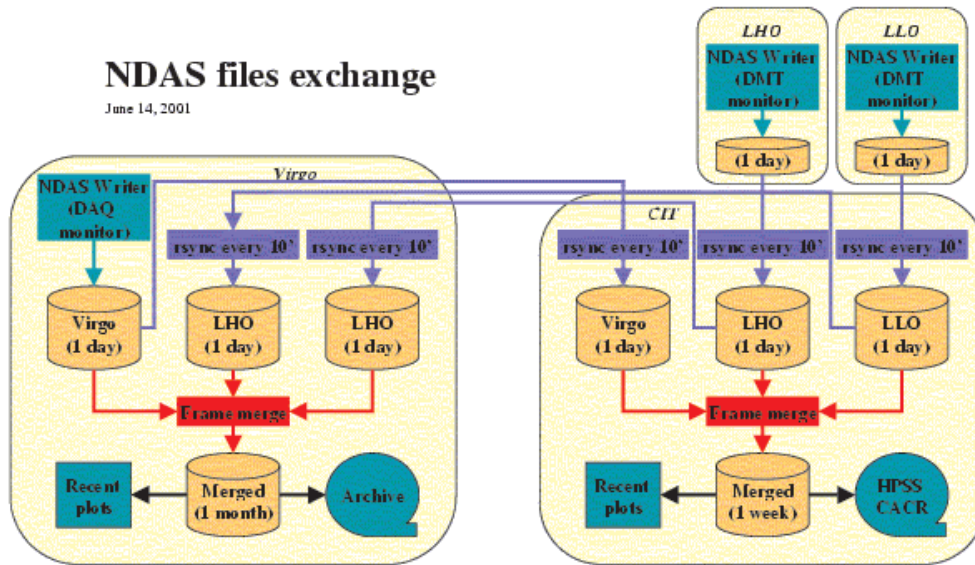 NDAS files exchange
June 14, 2001
LHO
NDAS Writer
(DMT
monitor)
(1 day)
LLO
NDAS Writer
(DMT
monitor)
(1 day)
Virgo
NDAS Writer
(DAQ
monitor)
rsync every 10'
rsync every 10'
Virgo
(1 day)
LHO
(1 day)
LHO
(1 day)
Frame merge
Recent
plots
Merged
(1 month)
Archive
CIT
rsync every 10'
rsync every 10'
rsync every 10'
Virgo
(1 day)
LHO
(1 day)
LLO
(1 day)
Frame merge
Recent
plots
Merged
(1 week)
HPSS
CACR